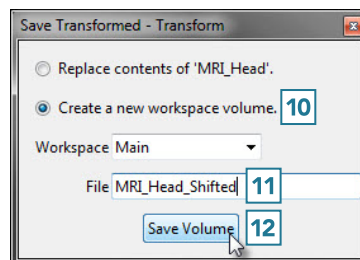 Save Transformed - Transform
Replace contents of 'MRI_Head'.
Create a new workspace volume. 10
Workspace Main
File MRI_Head_Shifted 11
Save Volume 12